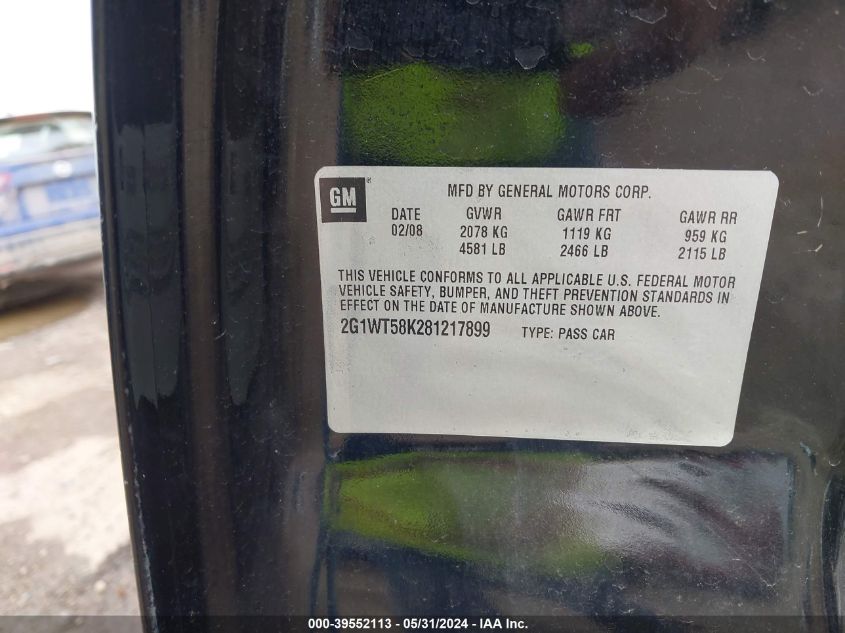 GM ®
MFD BY GENERAL MOTORS CORP.
DATE GVWR GAWR FRT GAWR RR
02/08 2078 KG 1119 KG 959 KG
4581 LB 2466 LB 2115 LB
THIS VEHICLE CONFORMS TO ALL APPLICABLE U.S. FEDERAL MOTOR
VEHICLE SAFETY, BUMPER, AND THEFT PREVENTION STANDARDS IN
EFFECT ON THE DATE OF MANUFACTURE SHOWN ABOVE.
2G1WT58K281217899 TYPE: PASS CAR
000-39552113 - 05/31/2024 - IAA Inc.